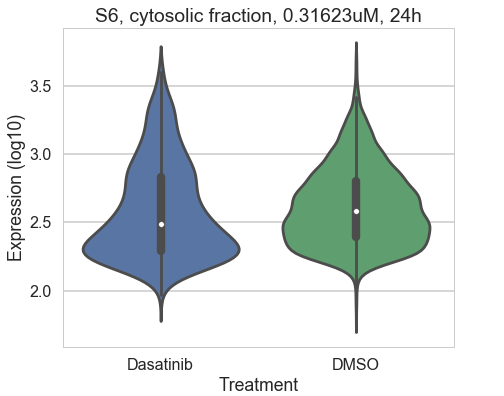 S6, cytosolic fraction, 0.31623uM, 24h
Expression (log10)
3.5
3.0
2.5
2.0
Dasatinib DMSO
Treatment